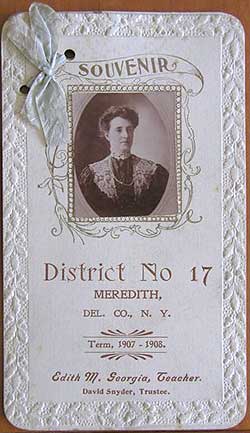 SOUVENIR
District No 17
MEREDITH,
DEL. CO., N. Y.
Term, 1907 - 1908.
Edith M. Georgia, Teacher.
David Snyder, Trustee.